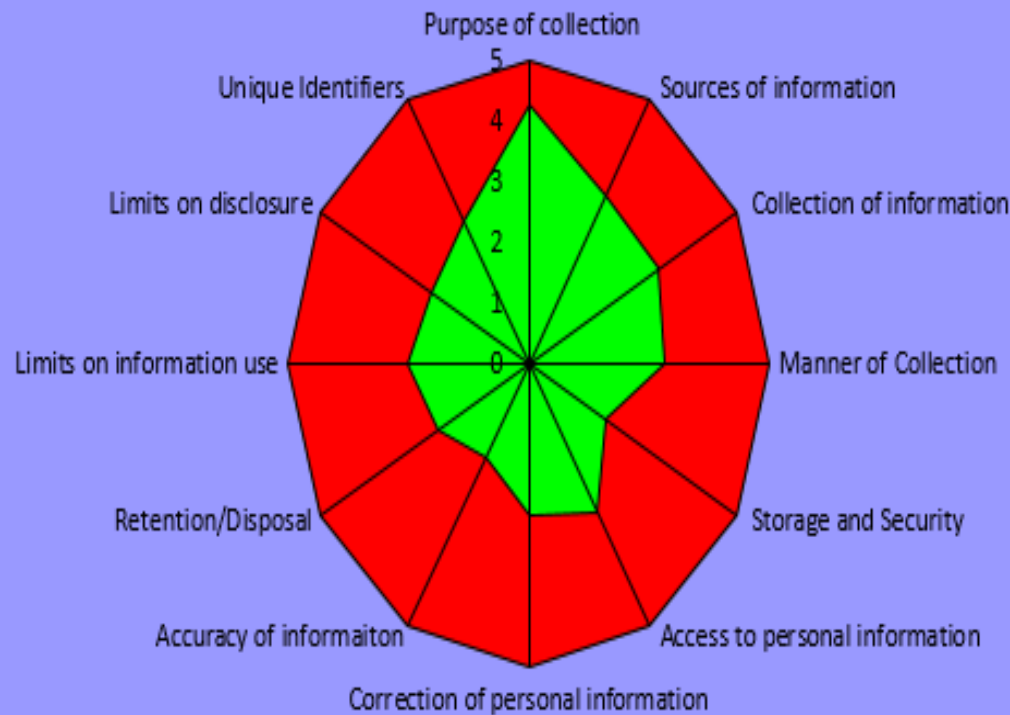 Purpose of collection
5
Unique Identifiers
Sources of information
4
3
Limits on disclosure
Collection of information
2
1
Limits on information use
0
Manner of Collection
Retention/Disposal
Storage and Security
Accuracy of informaiton
Access to personal information
Correction of personal information